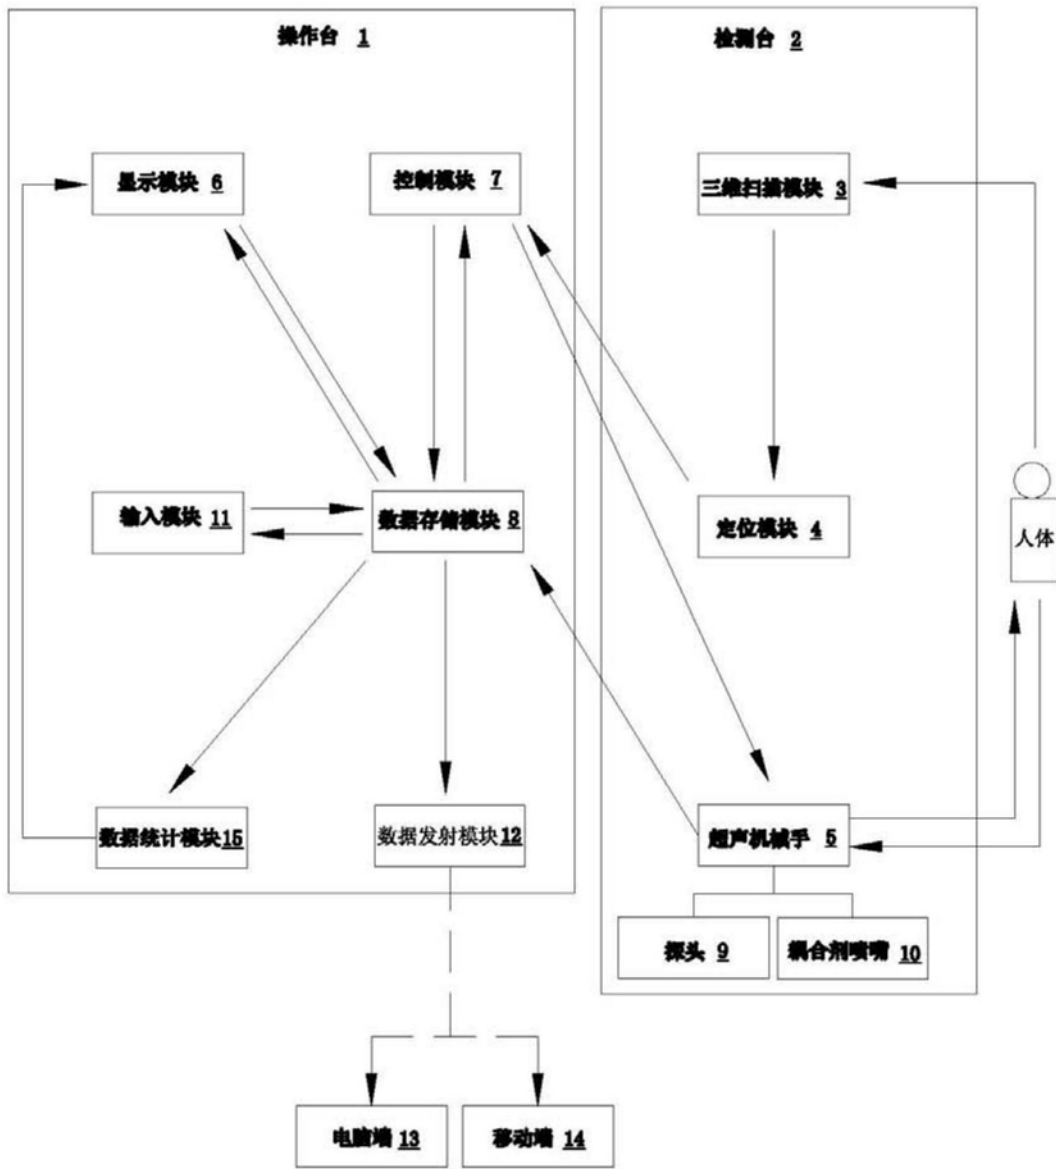 操作台 1
检测台 2
显示模块 6
控制模块 7
三维扫描模块 3
输入模块 11
数据存储模块 8
定位模块 4
人体
数据统计模块 15
数据发射模块 12
超声机械手 5
探头 9
耦合剂喷嘴 10
电脑端 13
移动端 14